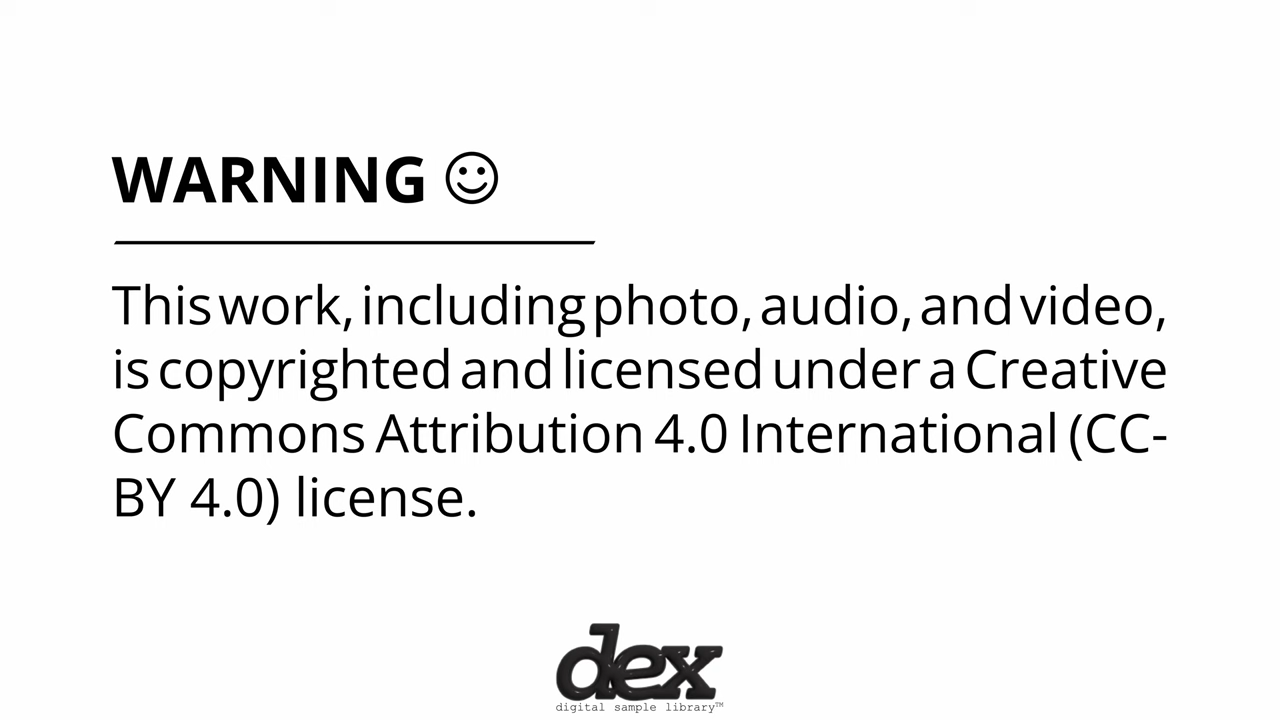 WARNING ☺
This work, including photo, audio, and video,
is copyrighted and licensed under a Creative
Commons Attribution 4.0 International (CC-
BY 4.0) license.
dex
digital sample library™